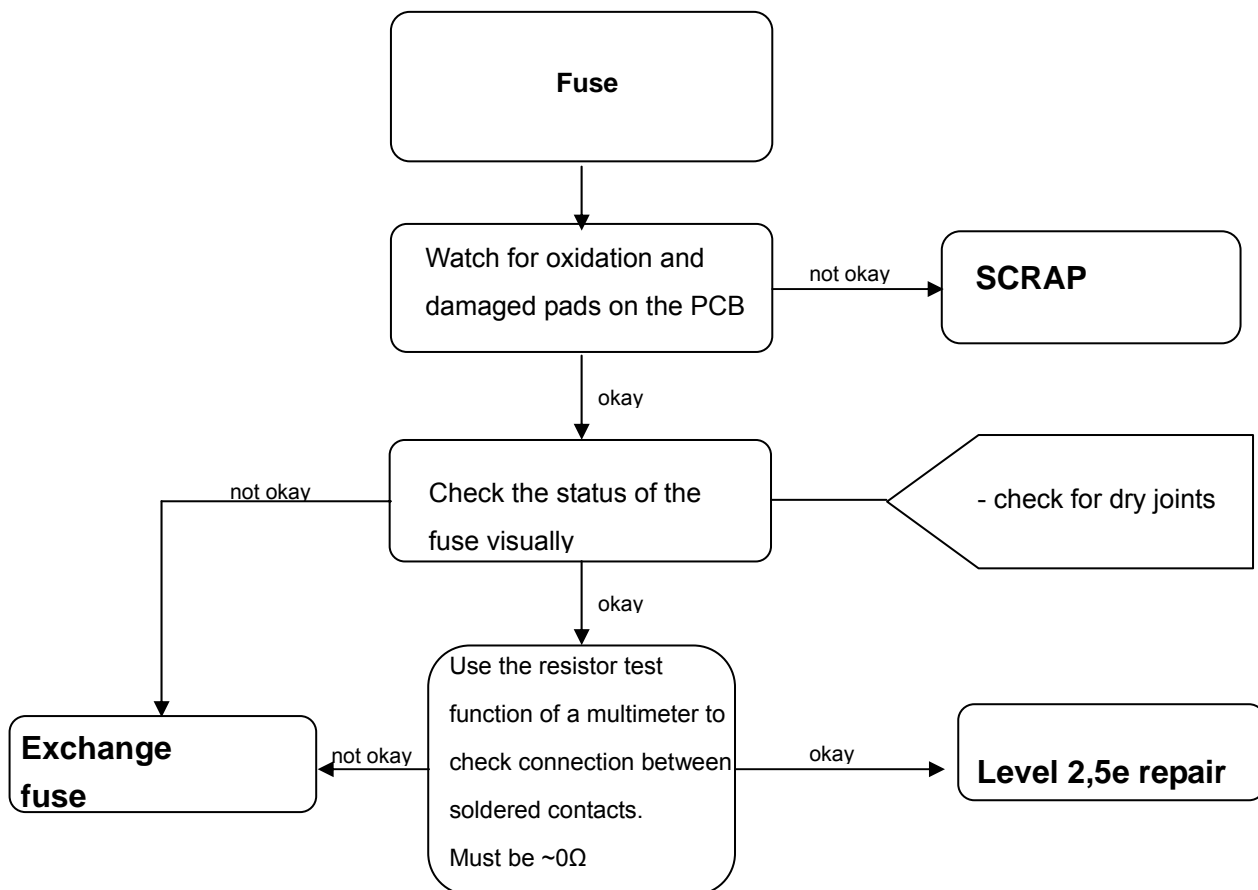 Fuse
Watch for oxidation and
damaged pads on the PCB
not okay
SCRAP
okay
not okay
Check the status of the
fuse visually
- check for dry joints
okay
Use the resistor test
function of a multimeter to
check connection between
soldered contacts.
Must be ~0Ω
Exchange
fuse
not okay
okay
Level 2,5e repair